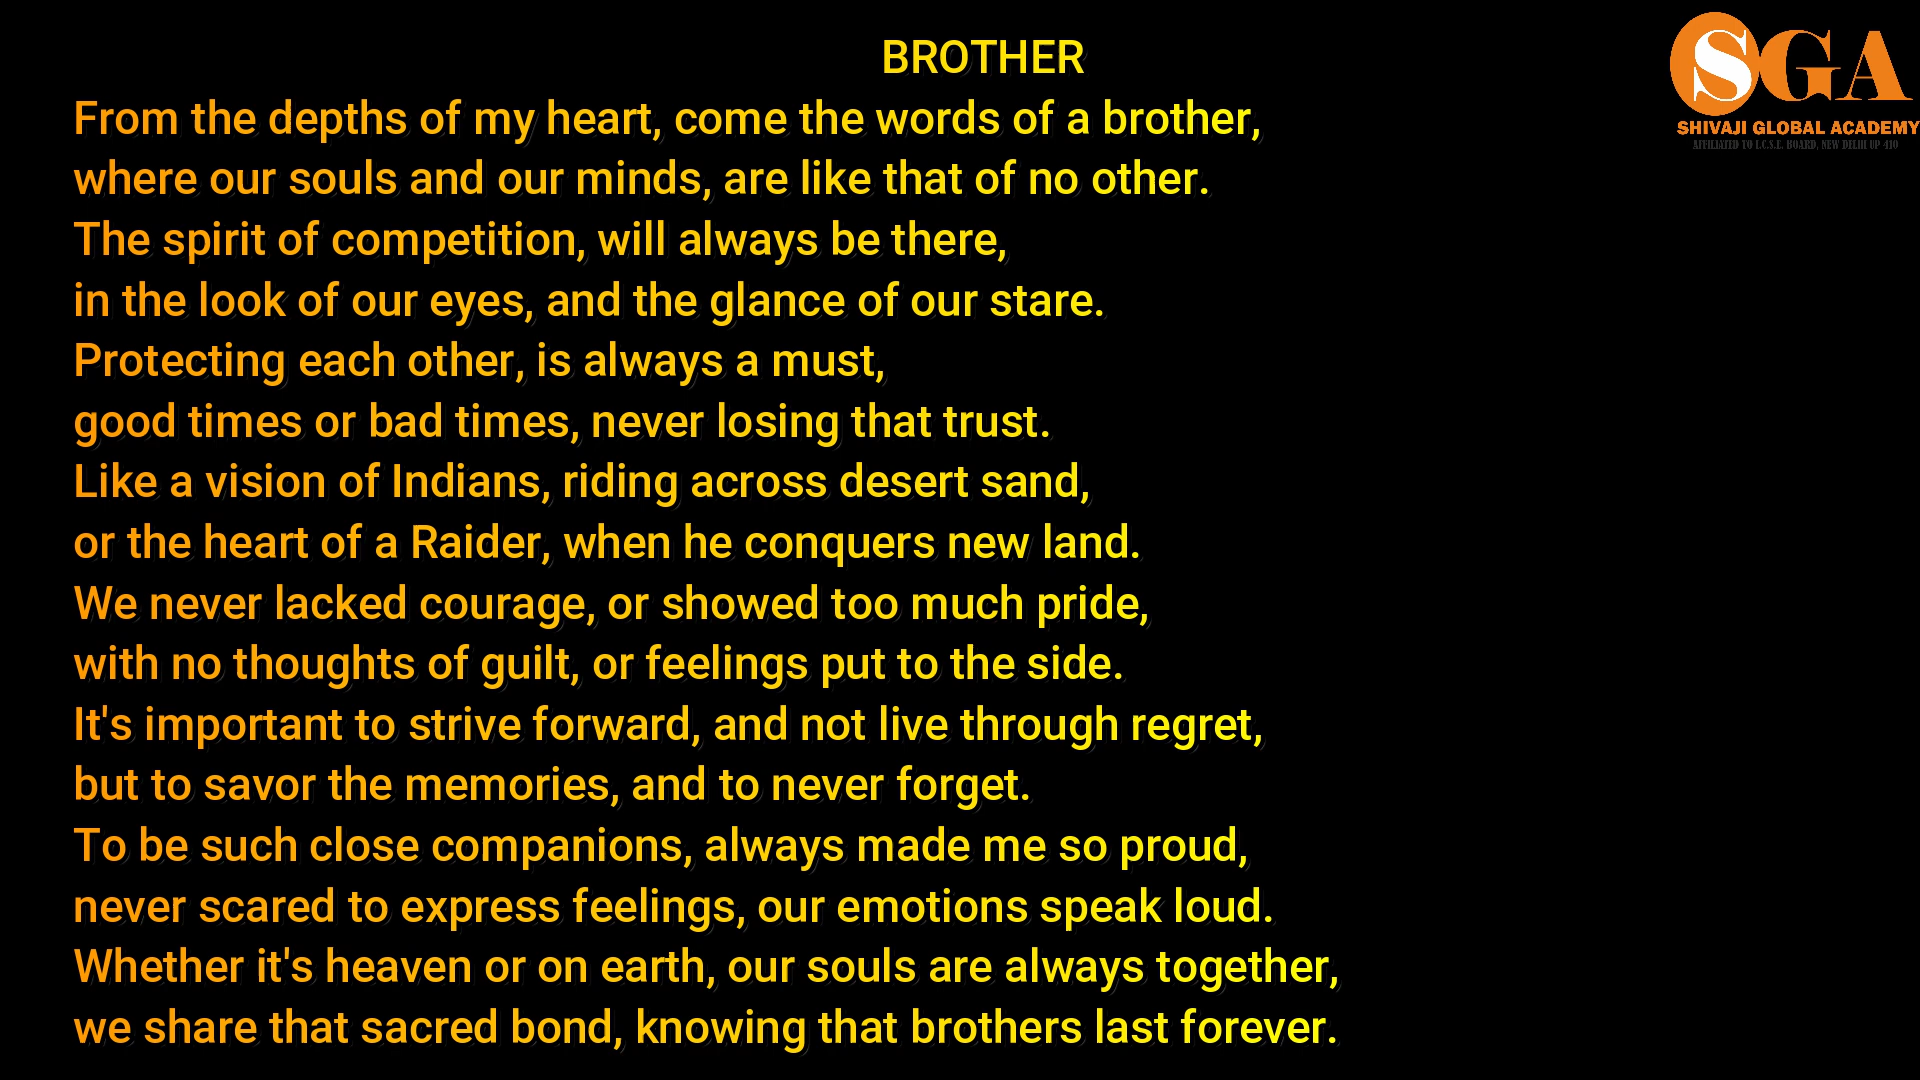 BROTHER
From the depths of my heart, come the words of a brother,
where our souls and our minds, are like that of no other.
The spirit of competition, will always be there,
in the look of our eyes, and the glance of our stare.
Protecting each other, is always a must,
good times or bad times, never losing that trust.
Like a vision of Indians, riding across desert sand,
or the heart of a Raider, when he conquers new land.
We never lacked courage, or showed too much pride,
with no thoughts of guilt, or feelings put to the side.
It's important to strive forward, and not live through regret,
but to savor the memories, and to never forget.
To be such close companions, always made me so proud,
never scared to express feelings, our emotions speak loud.
Whether it's heaven or on earth, our souls are always together,
we share that sacred bond, knowing that brothers last forever.
SGA
SHIVAJI GLOBAL ACADEMY
AFFILIATED TO I.C.S.E. BOARD, NEW DELHI UP 410